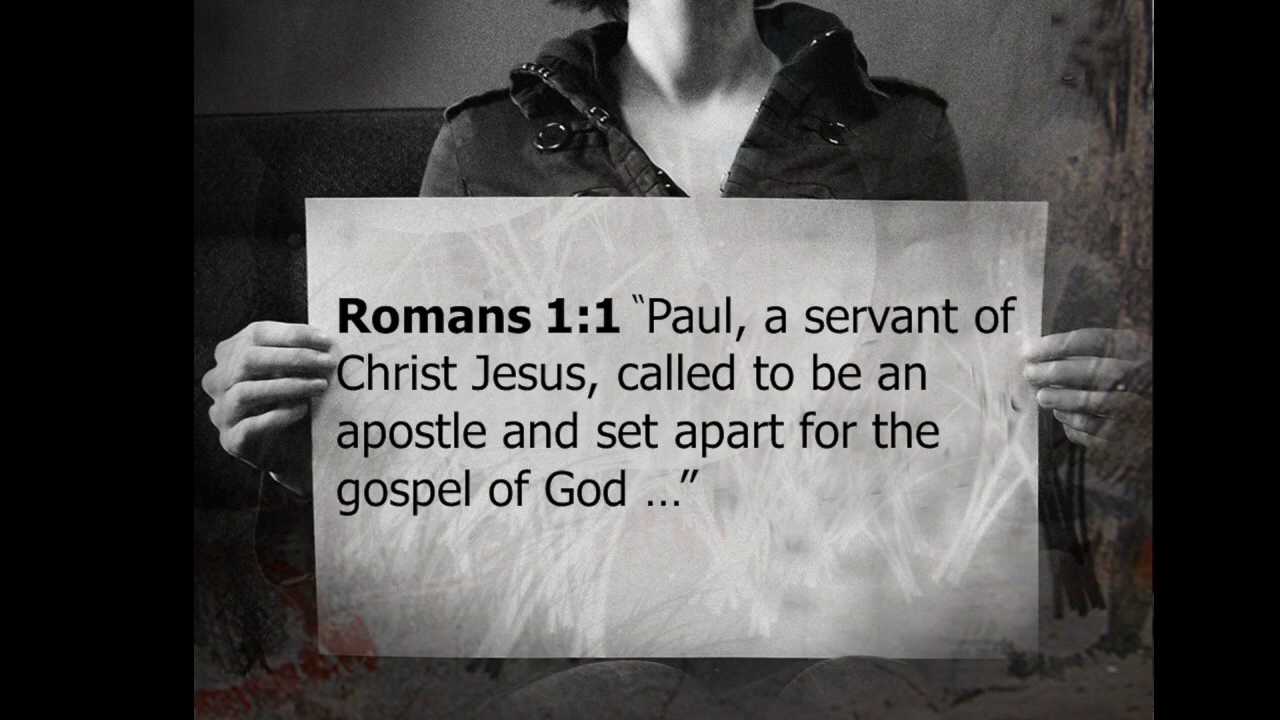 Romans 1:1 “Paul, a servant of
Christ Jesus, called to be an
apostle and set apart for the
gospel of God …”